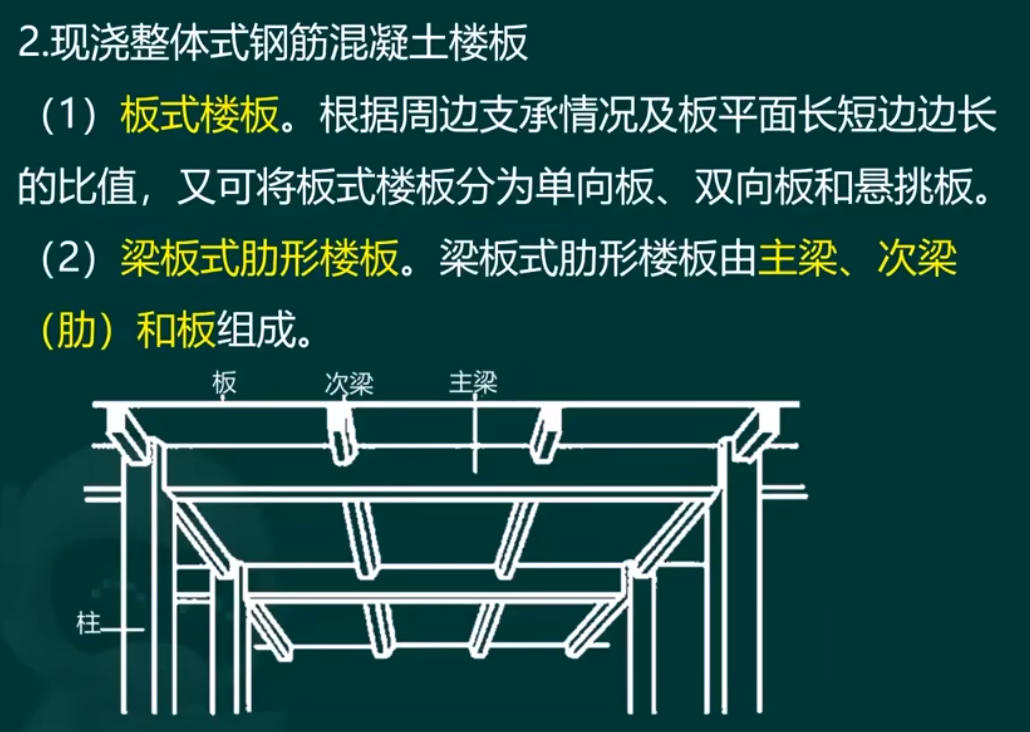 2.现浇整体式钢筋混凝土楼板
（1）板式楼板。根据周边支承情况及板平面长短边边长
的比值，又可将板式楼板分为单向板、双向板和悬挑板。
（2）梁板式肋形楼板。梁板式肋形楼板由主梁、次梁
（肋）和板组成。
板 次梁 主梁
柱